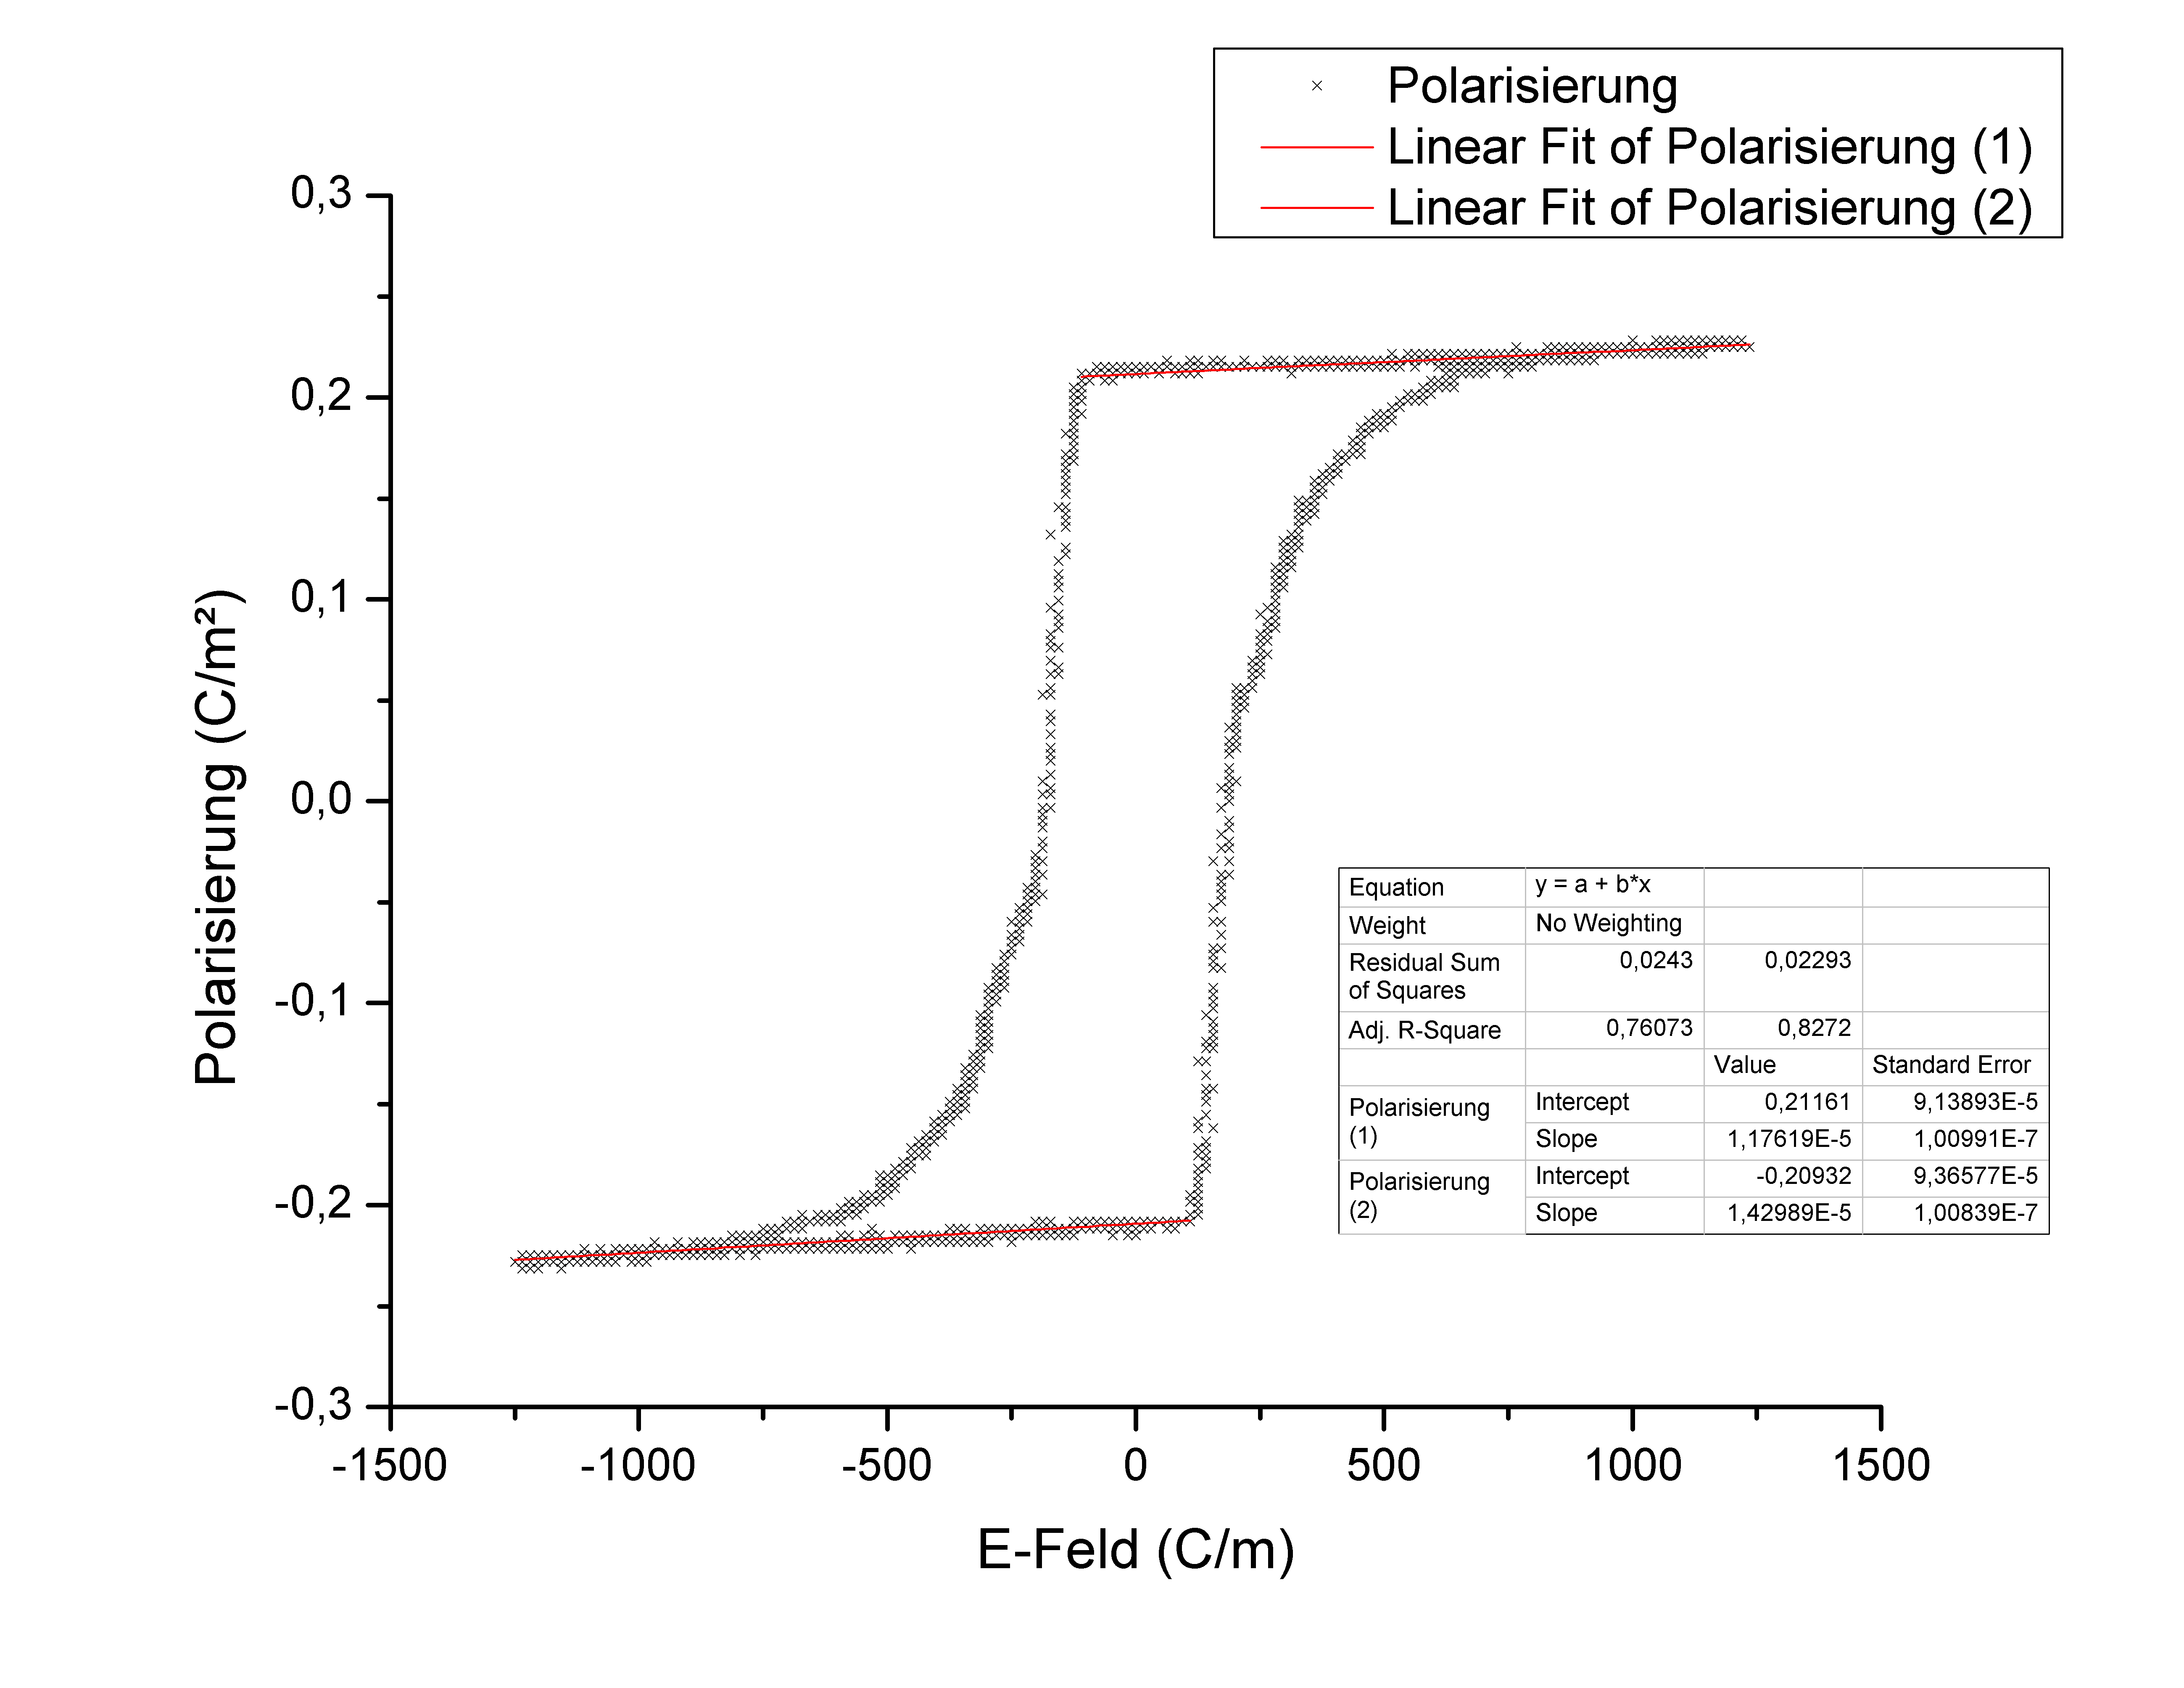 Polarisierung
Linear Fit of Polarisierung (1)
Linear Fit of Polarisierung (2)
0,3
0,2
0,1
0,0
-0,1
-0,2
-0,3
Polarisierung (C/m²)
-1500 -1000 -500 0 500 1000 1500
E-Feld (C/m)
Equation y = a + b*x
Weight No Weighting
Residual Sum of Squares 0,0243 0,02293
Adj. R-Square 0,76073 0,8272
Value Standard Error
Polarisierung (1) Intercept 0,21161 9,13893E-5
Slope 1,17619E-5 1,00991E-7
Polarisierung (2) Intercept -0,20932 9,36577E-5
Slope 1,42989E-5 1,00839E-7